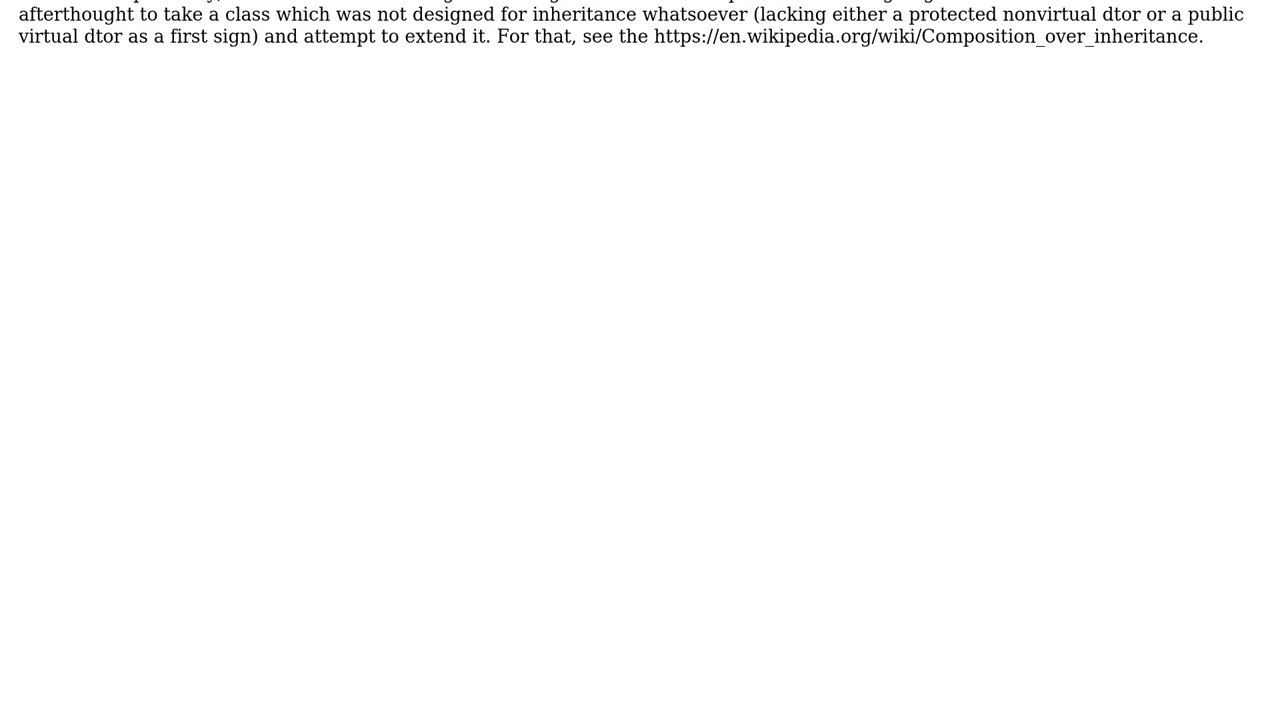 afterthought to take a class which was not designed for inheritance whatsoever (lacking either a protected nonvirtual dtor or a public
virtual dtor as a first sign) and attempt to extend it. For that, see the https://en.wikipedia.org/wiki/Composition_over_inheritance.